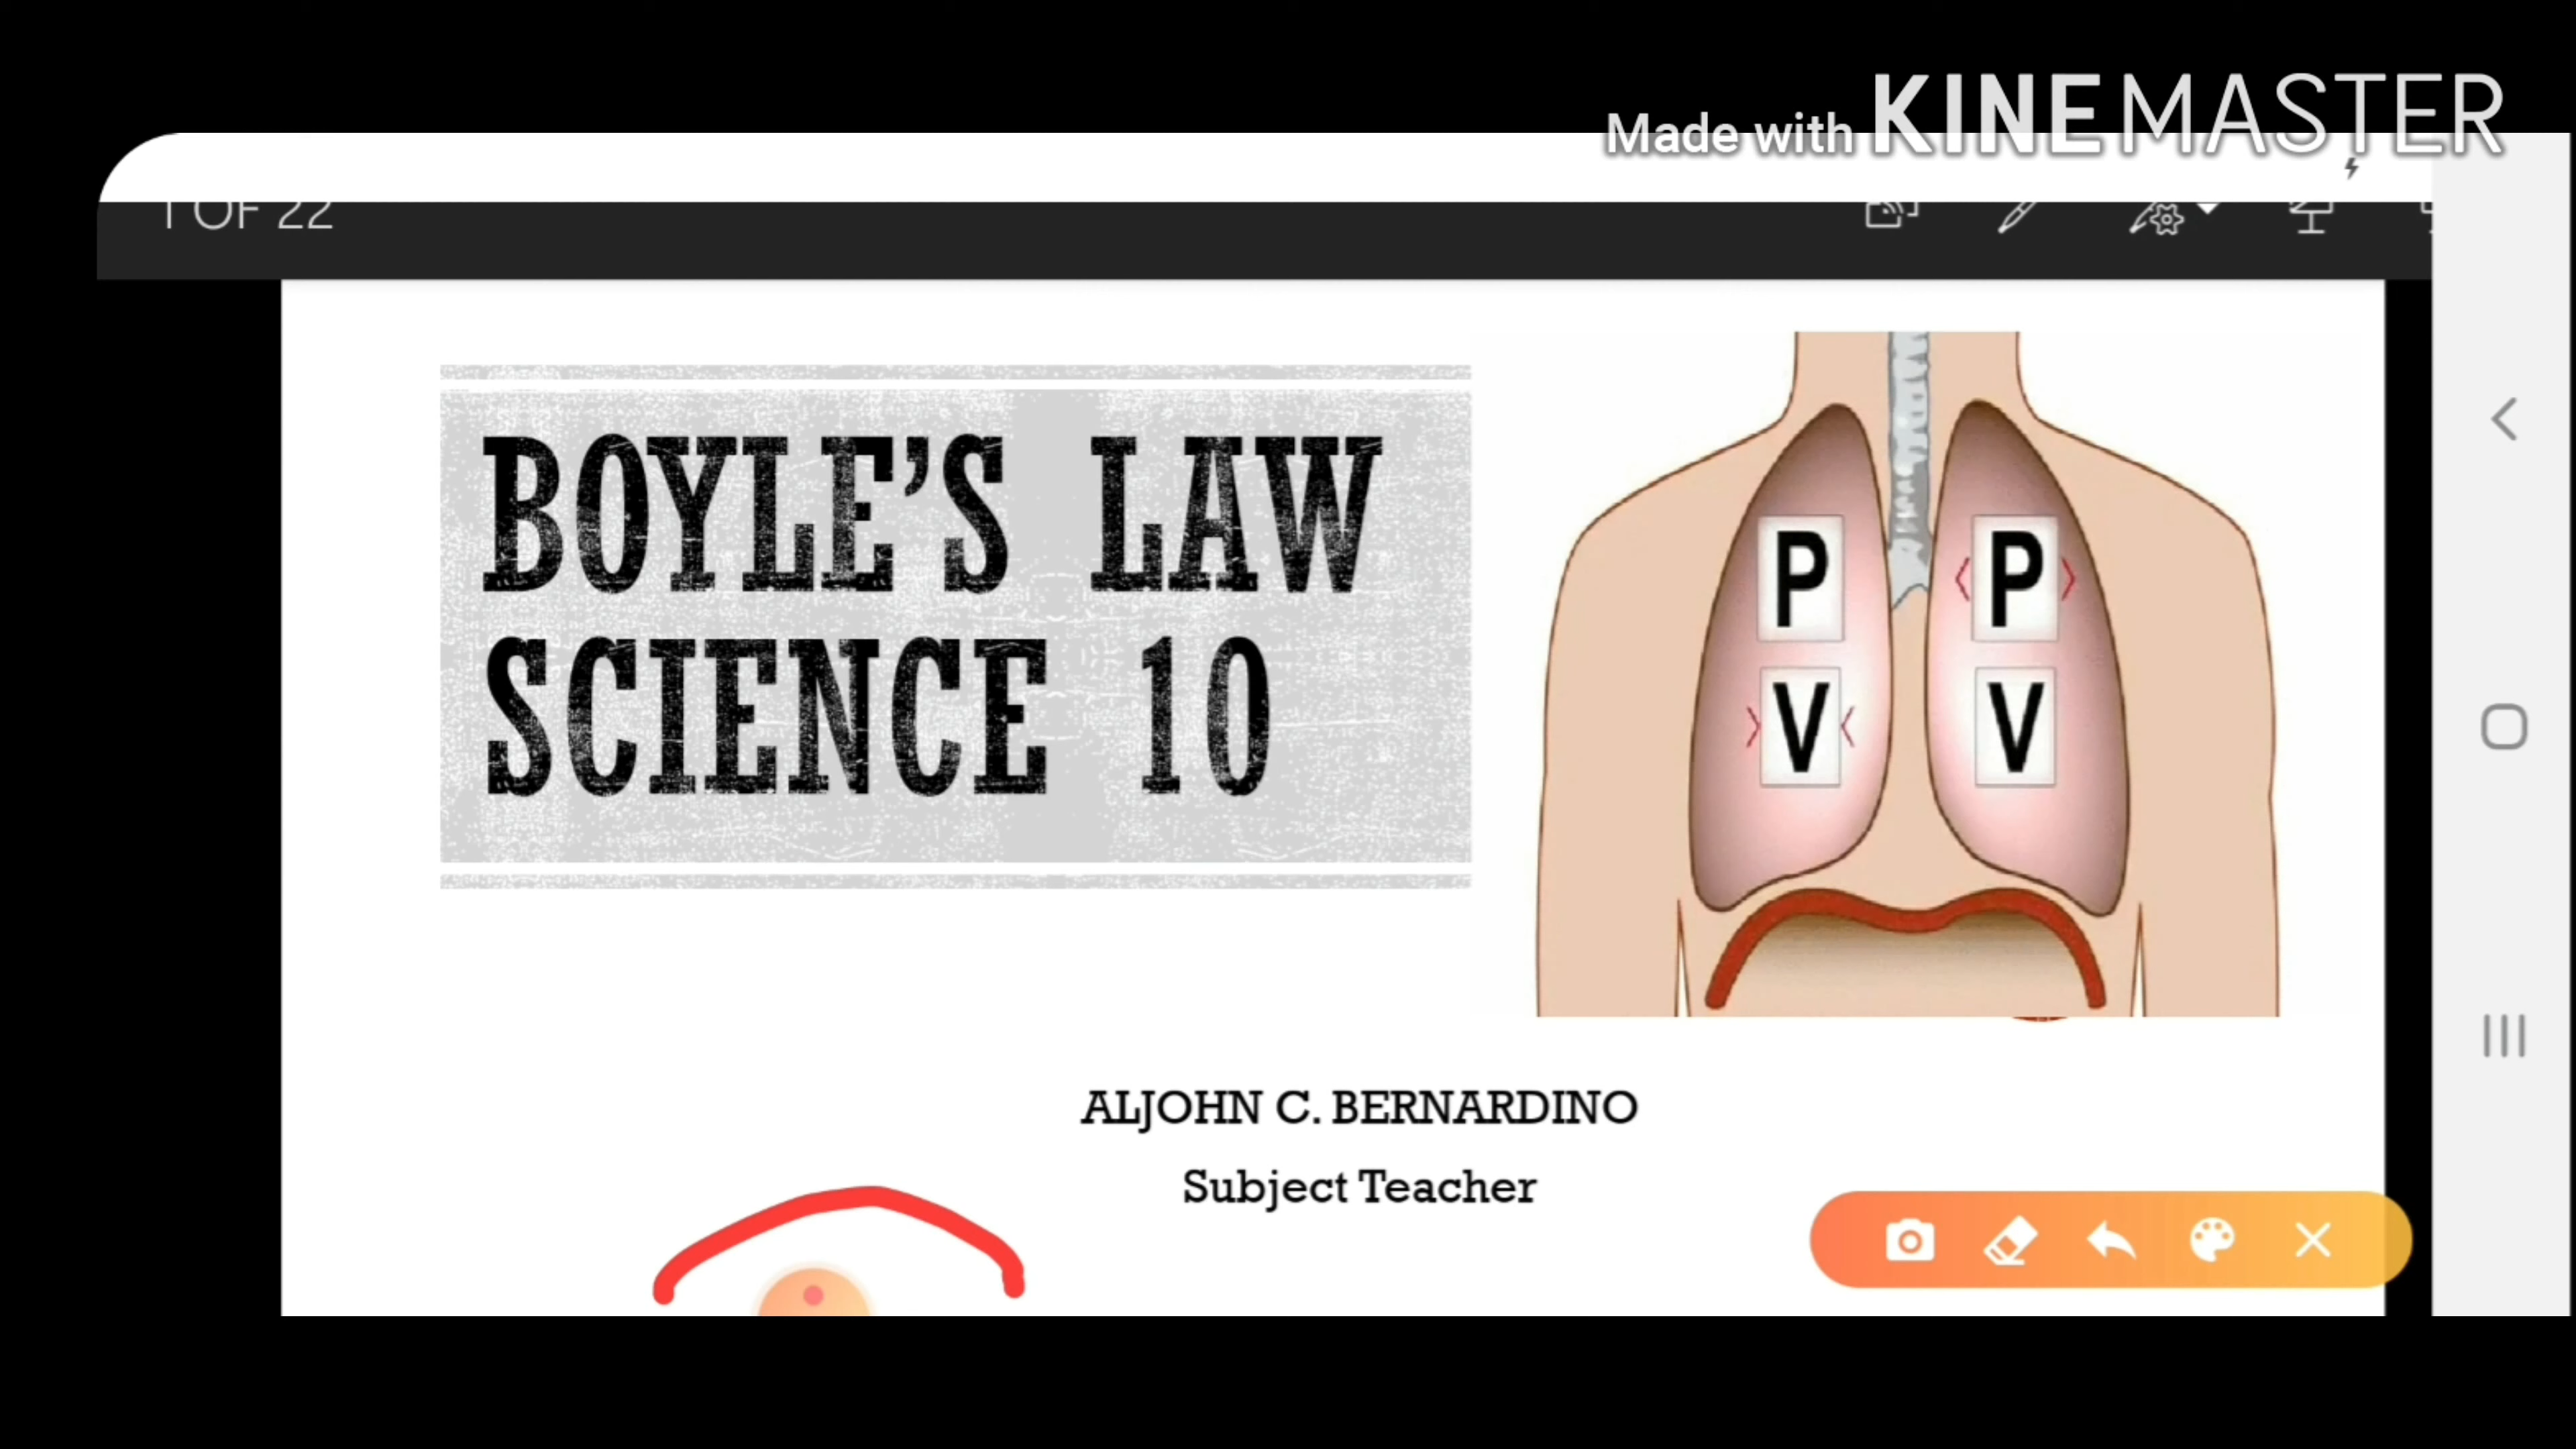 Made with KINEMASTER
1 OF 22
BOYLE'S LAW
SCIENCE 10
P P
V V
ALJOHN C. BERNARDINO
Subject Teacher